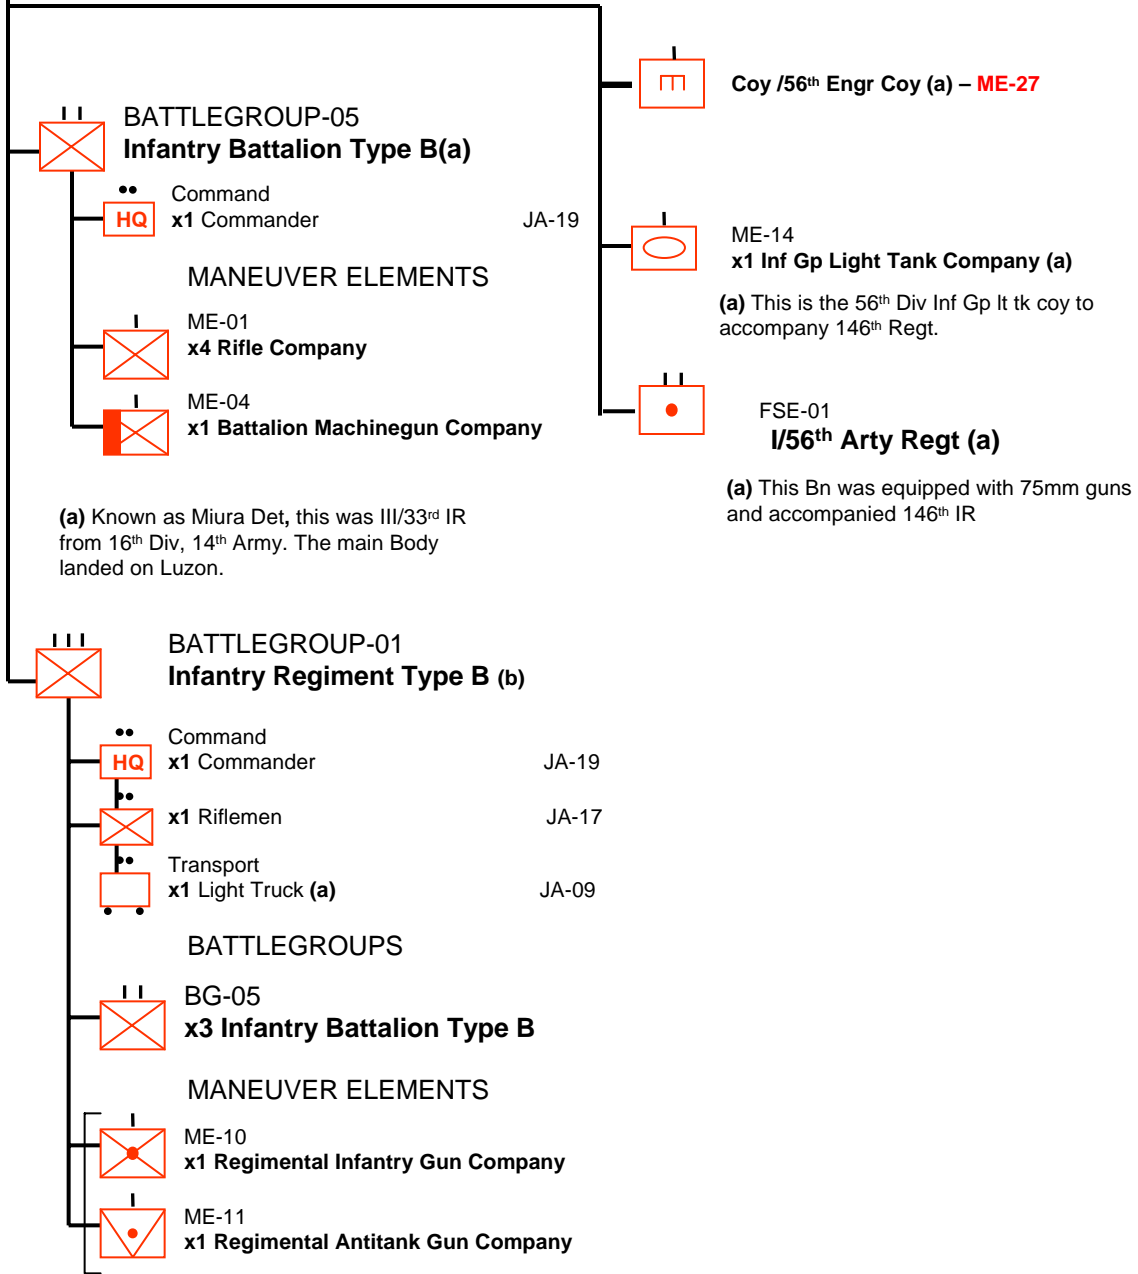 BATTLEGROUP-05
Infantry Battalion Type B(a)
HQ
Command
x1 Commander JA-19
MANEUVER ELEMENTS
ME-01
x4 Rifle Company
ME-04
x1 Battalion Machinegun Company
(a) Known as Miura Det, this was III/33rd IR
from 16th Div, 14th Army. The main Body
landed on Luzon.
Coy /56th Engr Coy (a) – ME-27
ME-14
x1 Inf Gp Light Tank Company (a)
(a) This is the 56th Div Inf Gp lt tk coy to
accompany 146th Regt.
FSE-01
I/56th Arty Regt (a)
(a) This Bn was equipped with 75mm guns
and accompanied 146th IR
BATTLEGROUP-01
Infantry Regiment Type B (b)
HQ
Command
x1 Commander JA-19
x1 Riflemen JA-17
Transport
x1 Light Truck (a) JA-09
BATTLEGROUPS
BG-05
x3 Infantry Battalion Type B
MANEUVER ELEMENTS
ME-10
x1 Regimental Infantry Gun Company
ME-11
x1 Regimental Antitank Gun Company